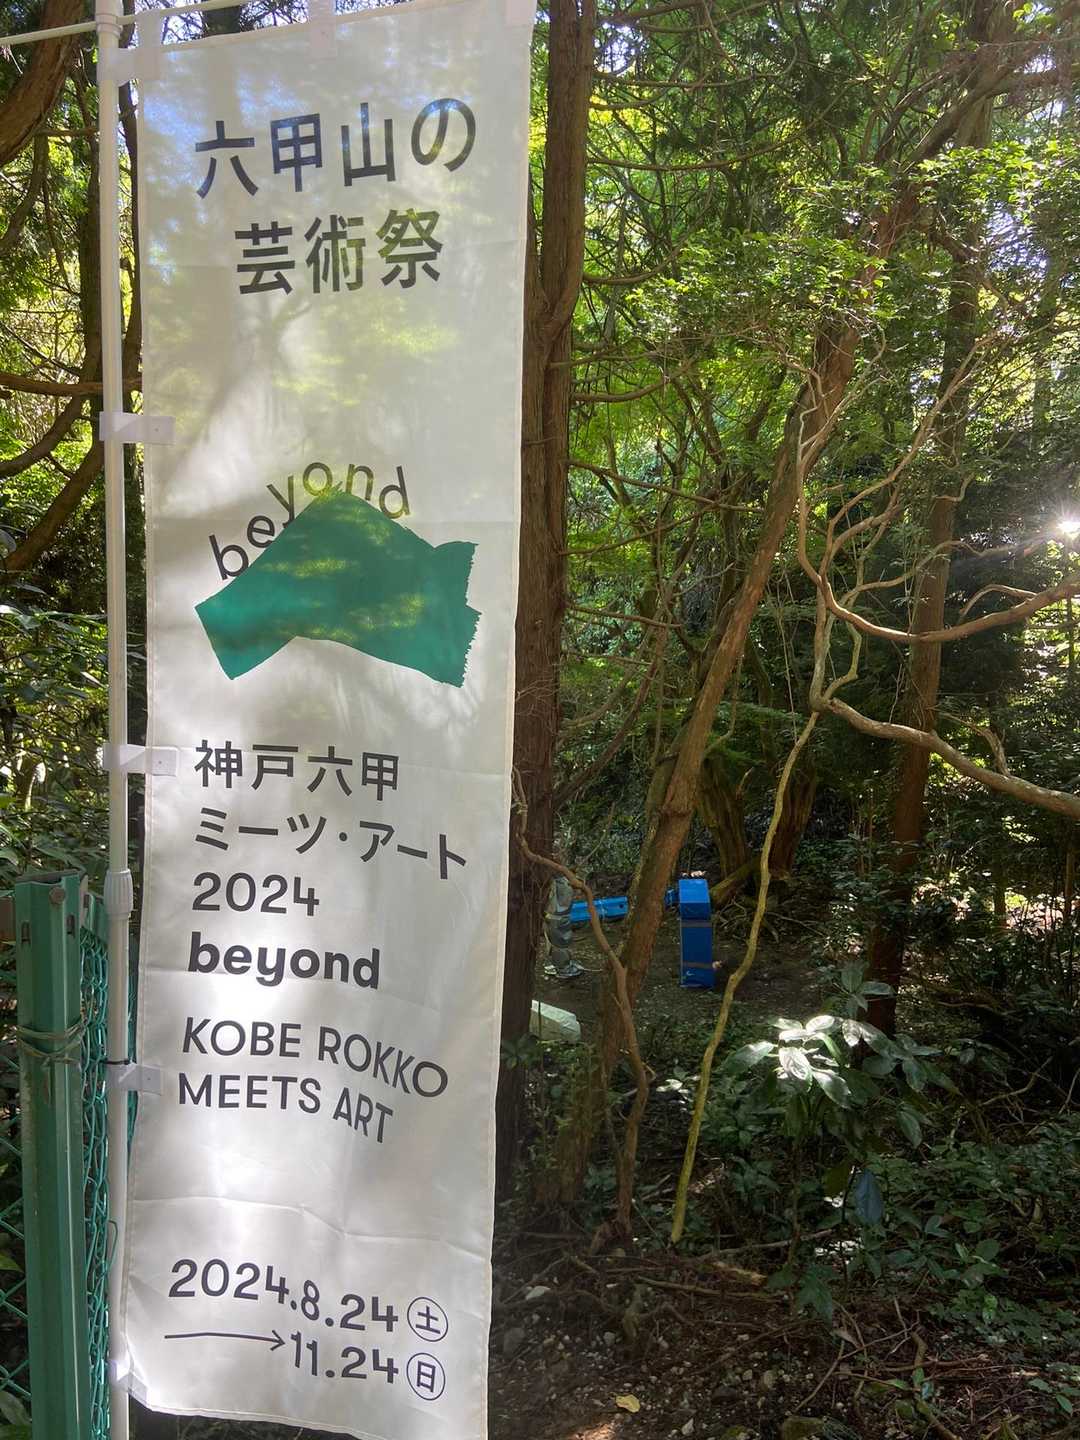 六甲山の
芸術祭
beyond
神戸六甲
ミーツ・アート
2024
beyond
KOBE ROKKO
MEETS ART
2024.8.24土
→11.24日